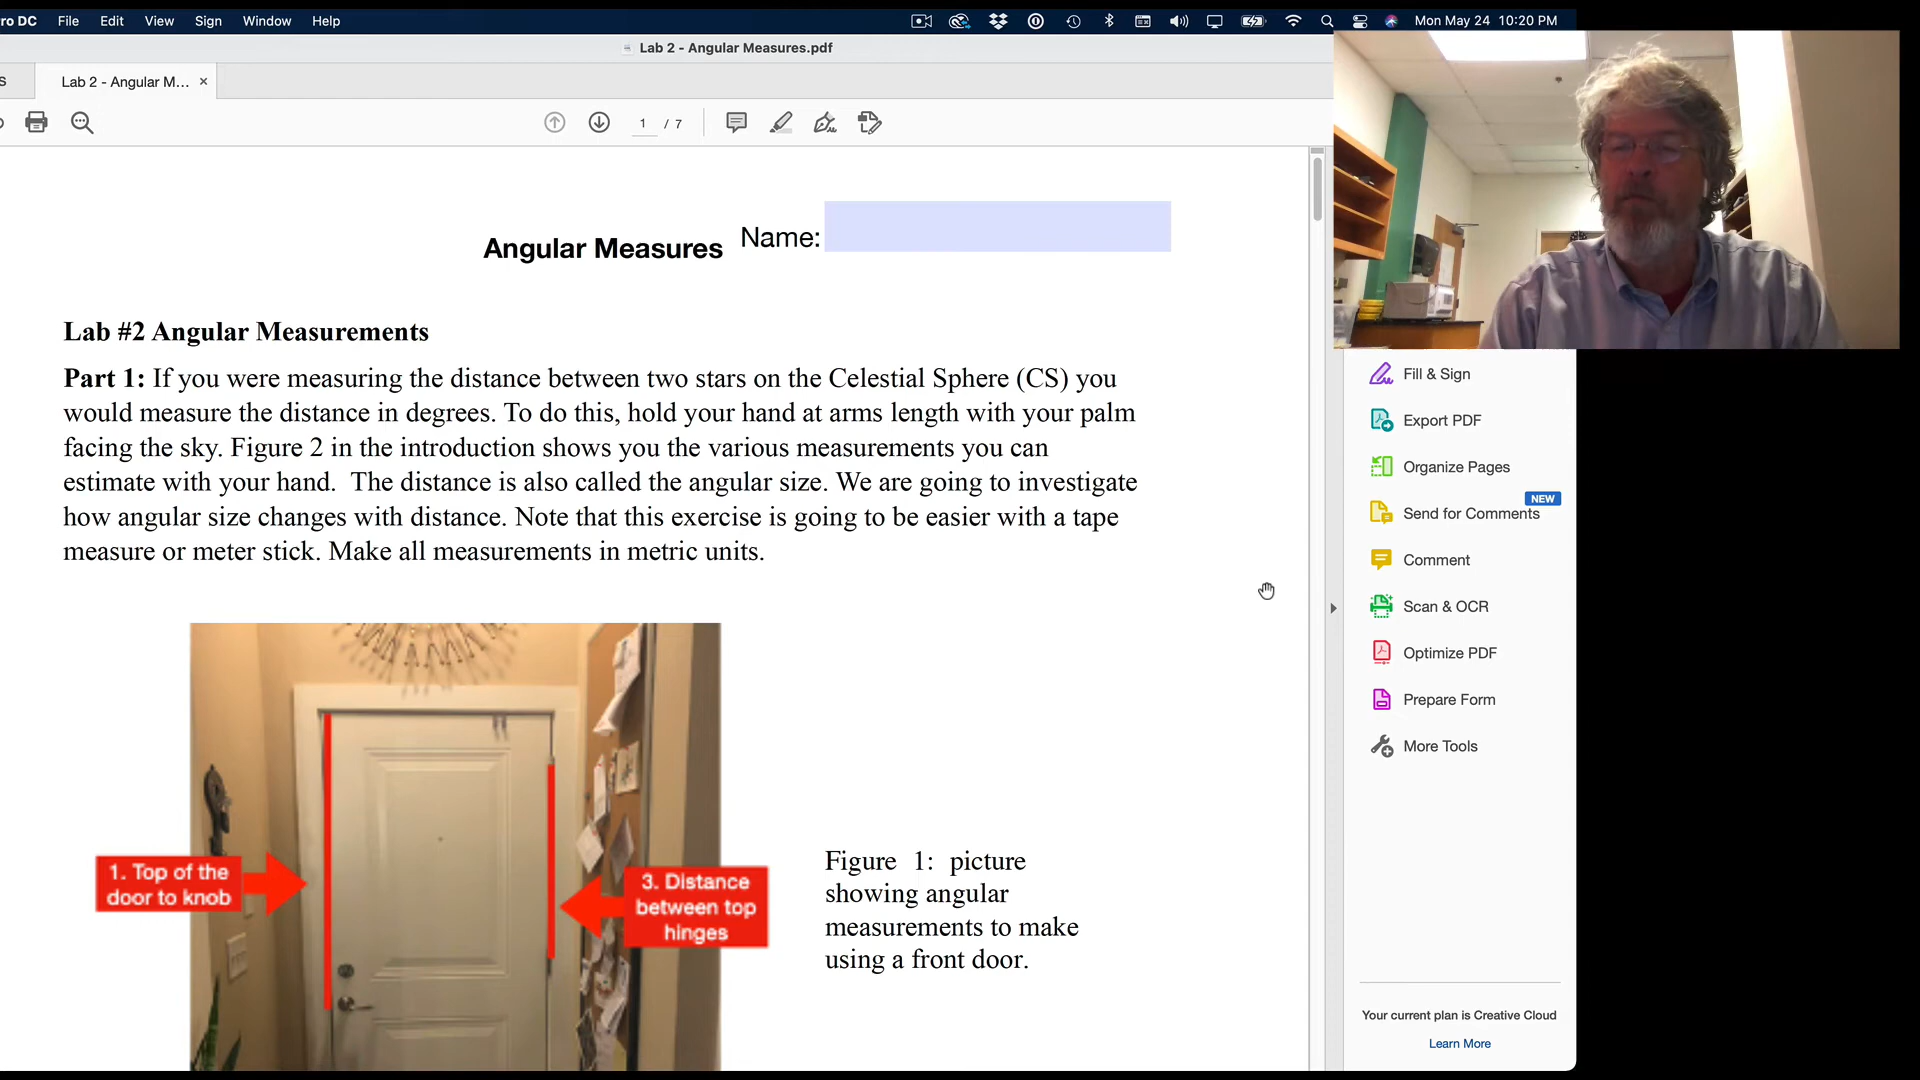 ro DC File Edit View Sign Window Help Mon May 24 10:20 PM
Lab 2 - Angular Measures.pdf
S Lab 2 - Angular M... ×
1 / 7
Angular Measures Name:
Lab #2 Angular Measurements
Part 1: If you were measuring the distance between two stars on the Celestial Sphere (CS) you
would measure the distance in degrees. To do this, hold your hand at arms length with your palm
facing the sky. Figure 2 in the introduction shows you the various measurements you can
estimate with your hand.  The distance is also called the angular size. We are going to investigate
how angular size changes with distance. Note that this exercise is going to be easier with a tape
measure or meter stick. Make all measurements in metric units.
1. Top of the
door to knob
3. Distance
between top
hinges
Figure 1: picture
showing angular
measurements to make
using a front door.
Fill & Sign
Export PDF
Organize Pages
NEW
Send for Comments
Comment
Scan & OCR
Optimize PDF
Prepare Form
More Tools
Your current plan is Creative Cloud
Learn More